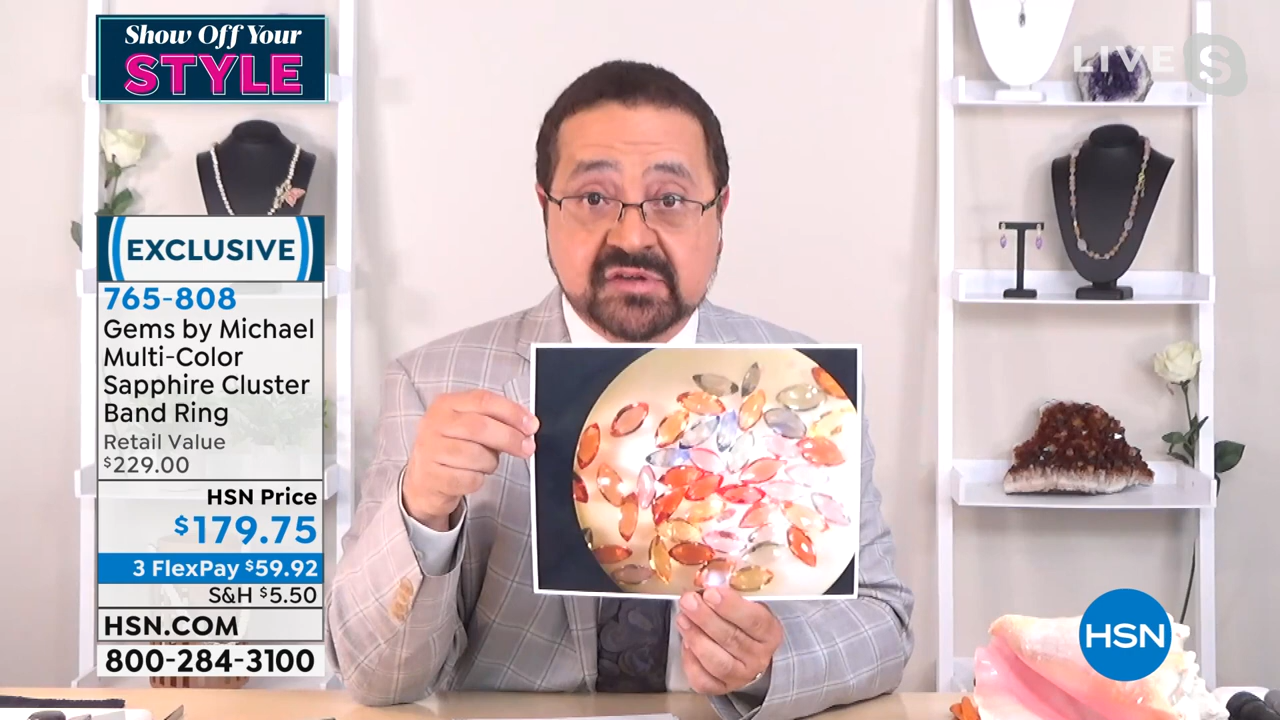 Show Off Your
STYLE
LIVE S
EXCLUSIVE
765-808
Gems by Michael
Multi-Color
Sapphire Cluster
Band Ring
Retail Value
$229.00
HSN Price
$179.75
3 FlexPay $59.92
S&H $5.50
HSN.COM
800-284-3100
HSN